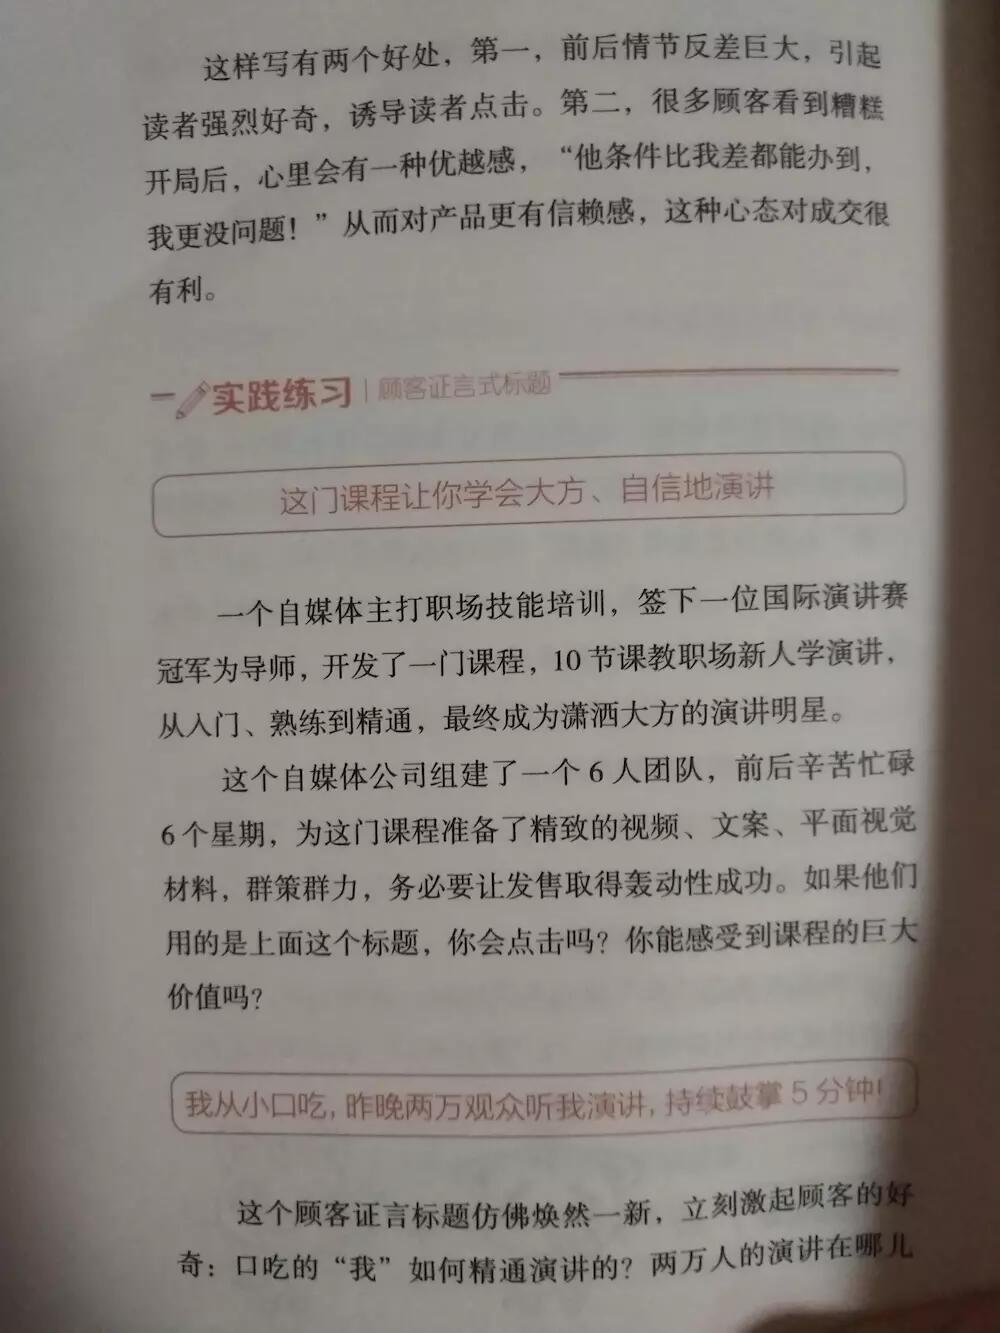 这样写有两个好处，第一，前后情节反差巨大，引起
读者强烈好奇，诱导读者点击。第二，很多顾客看到糟糕
开局后，心里会有一种优越感，“他条件比我差都能办到，
我更没问题！”从而对产品更有信赖感，这种心态对成交很
有利。
实践练习|顾客证言式标题
这门课程让你学会大方、自信地演讲
一个自媒体主打职场技能培训，签下一位国际演讲赛
冠军为导师，开发了一门课程，10 节课教职场新人学演讲，
从入门、熟练到精通，最终成为潇洒大方的演讲明星。
这个自媒体公司组建了一个 6 人团队，前后辛苦忙碌
6 个星期，为这门课程准备了精致的视频、文案、平面视觉
材料，群策群力，务必要让发售取得轰动性成功。如果他们
用的是上面这个标题，你会点击吗？你能感受到课程的巨大
价值吗？
我从小口吃，昨晚两万观众听我演讲，持续鼓掌 5 分钟！
这个顾客证言标题仿佛焕然一新，立刻激起顾客的好
奇：口吃的“我”如何精通演讲的？两万人的演讲在哪儿